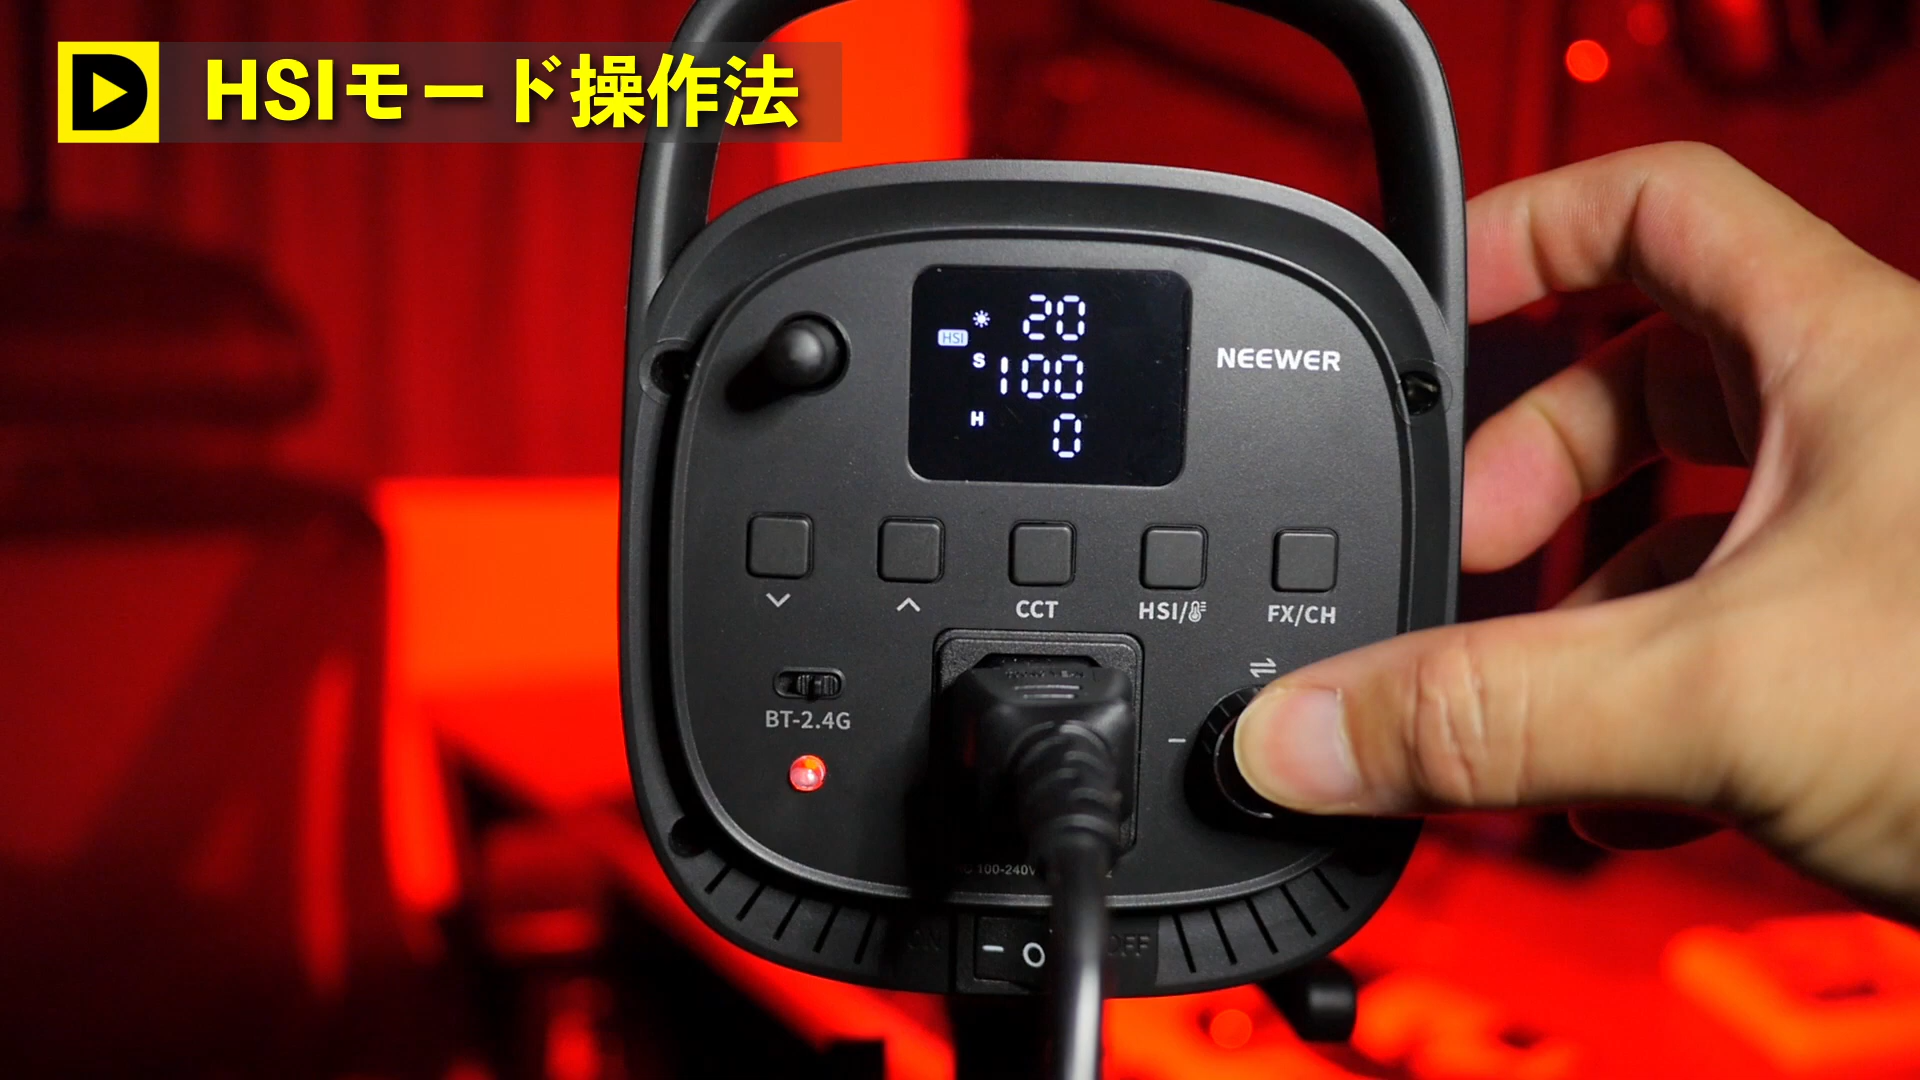 HSIモード操作法
20
HSI
S 100
H 0
NEEWER
CCT
HSI/
FX/CH
BT-2.4G
100-240V
OFF